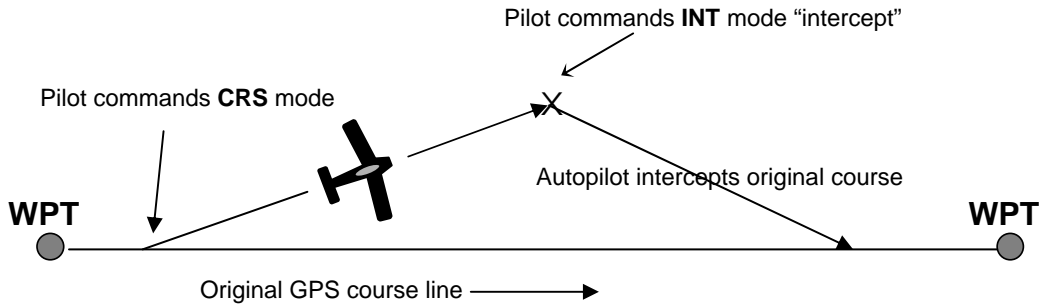 Pilot commands INT mode “intercept”
Pilot commands CRS mode
X
Autopilot intercepts original course
WPT
WPT
Original GPS course line